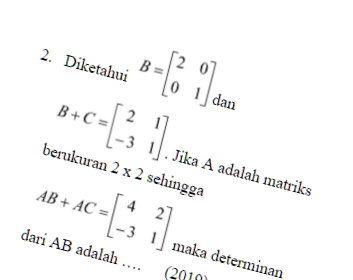 2. Diketahui B = [2 0; 0 1] dan
B + C = [2 1; -3 1]. Jika A adalah matriks
berukuran 2 x 2 sehingga
AB + AC = [4 2; -3 1] maka determinan
dari AB adalah .... (2019)